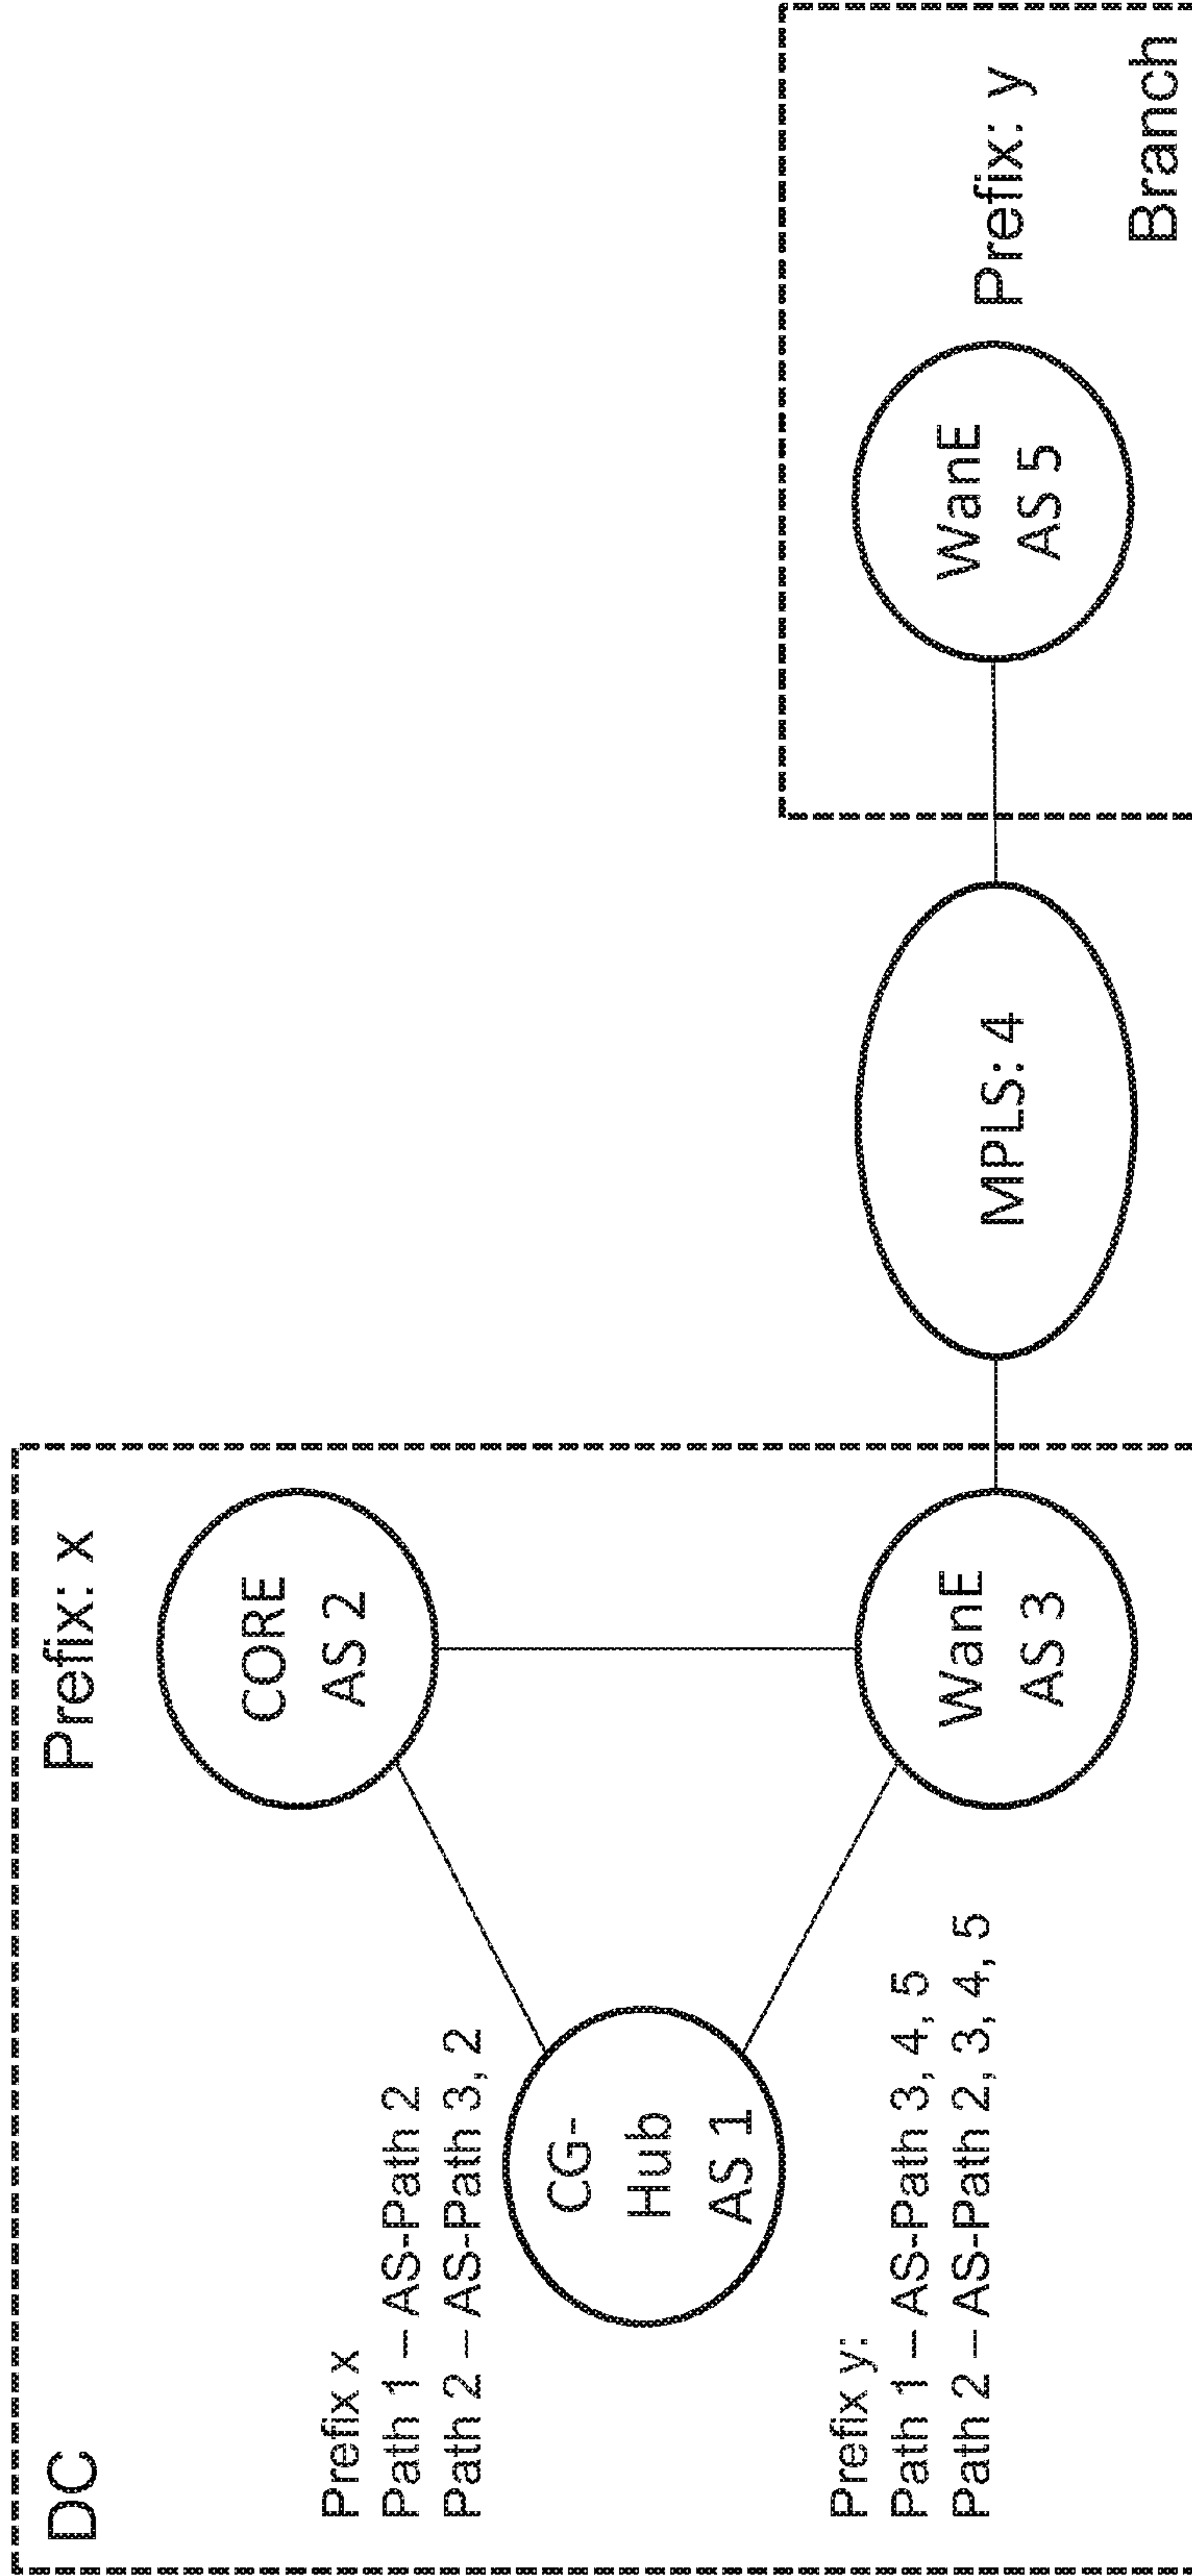 DC
Prefix: x
Prefix x
Path 1 – AS-Path 2
Path 2 – AS-Path 3, 2
CORE
AS 2
CG-
Hub
AS 1
Prefix y:
Path 1 – AS-Path 3, 4, 5
Path 2 – AS-Path 2, 3, 4, 5
WanE
AS 3
MPLS: 4
WanE
AS 5
Prefix: y
Branch